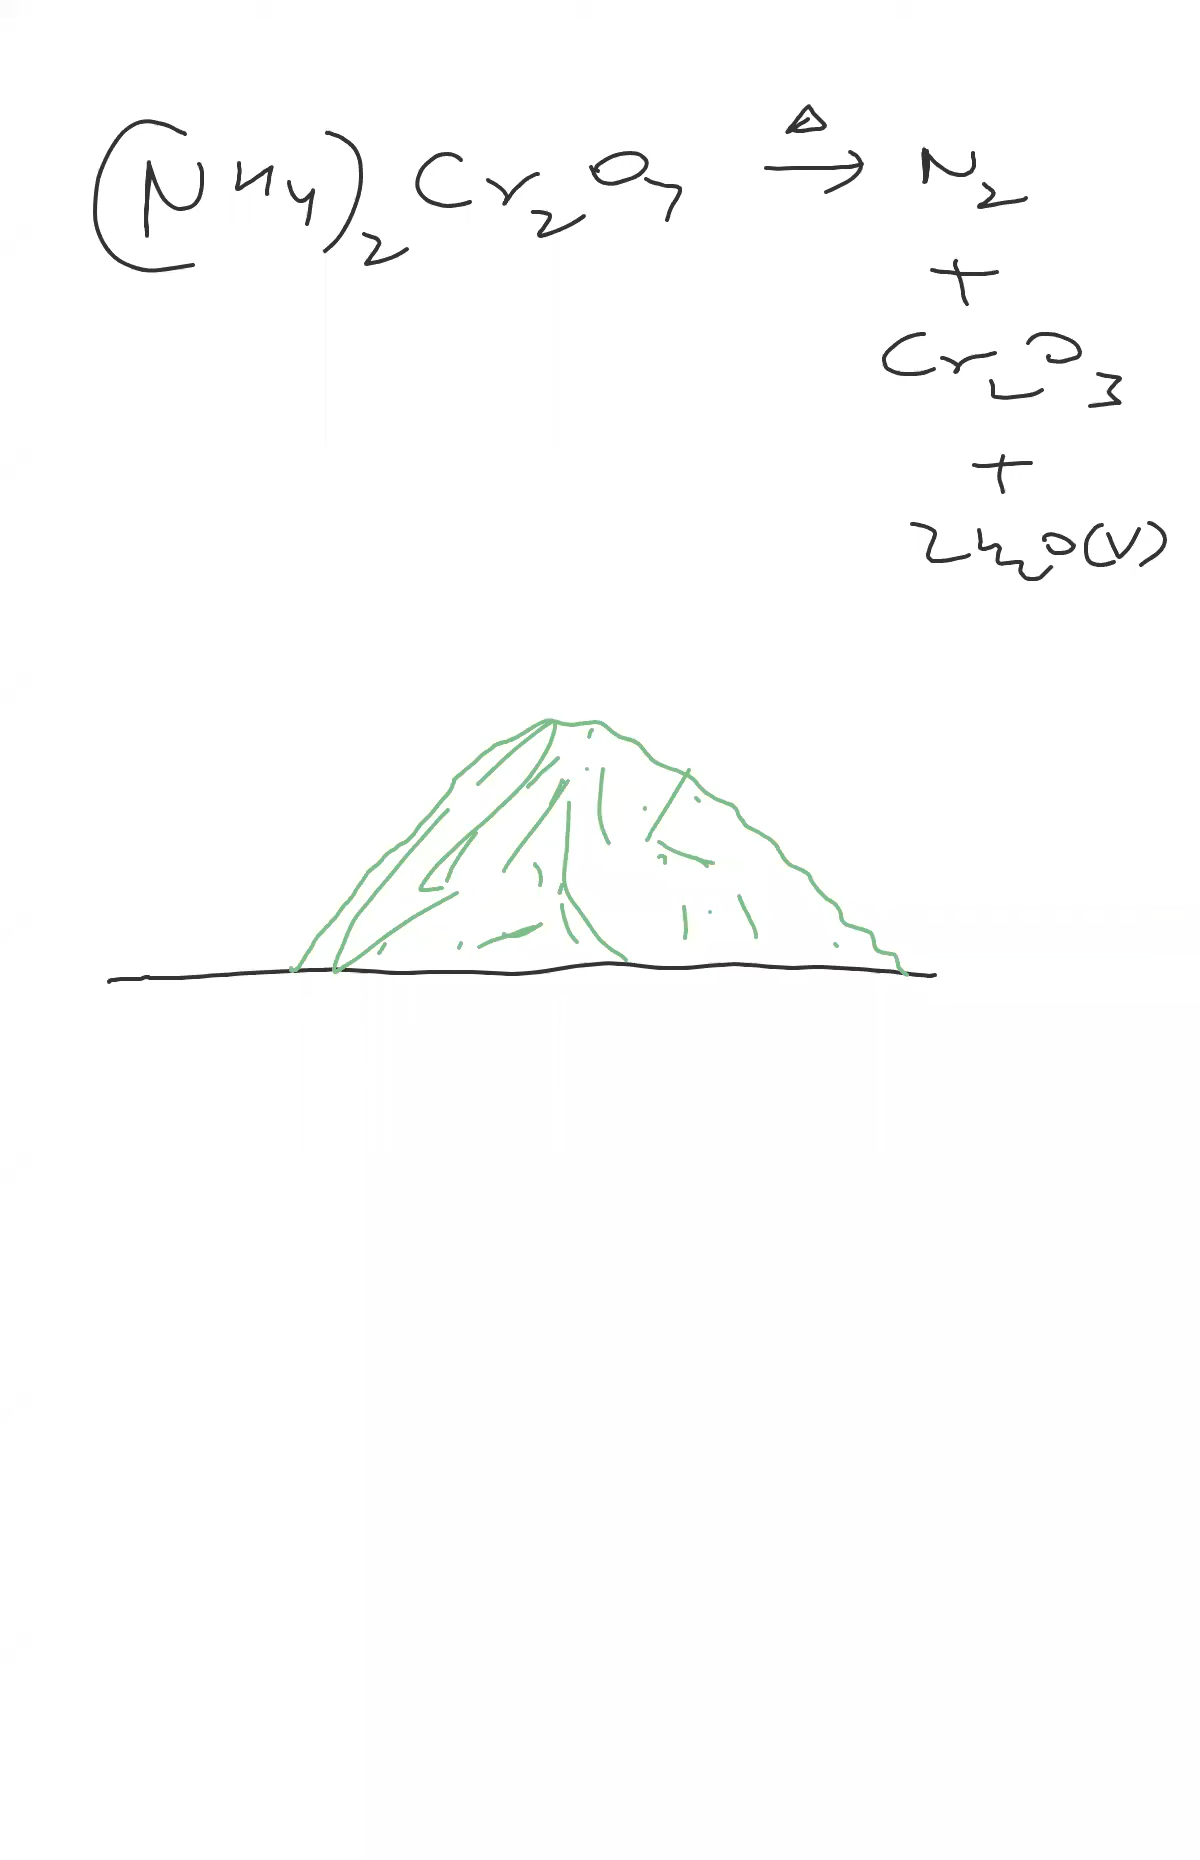 (NH4)2Cr2O7 Δ→ N2
+
Cr2O3
+
2H2O(V)